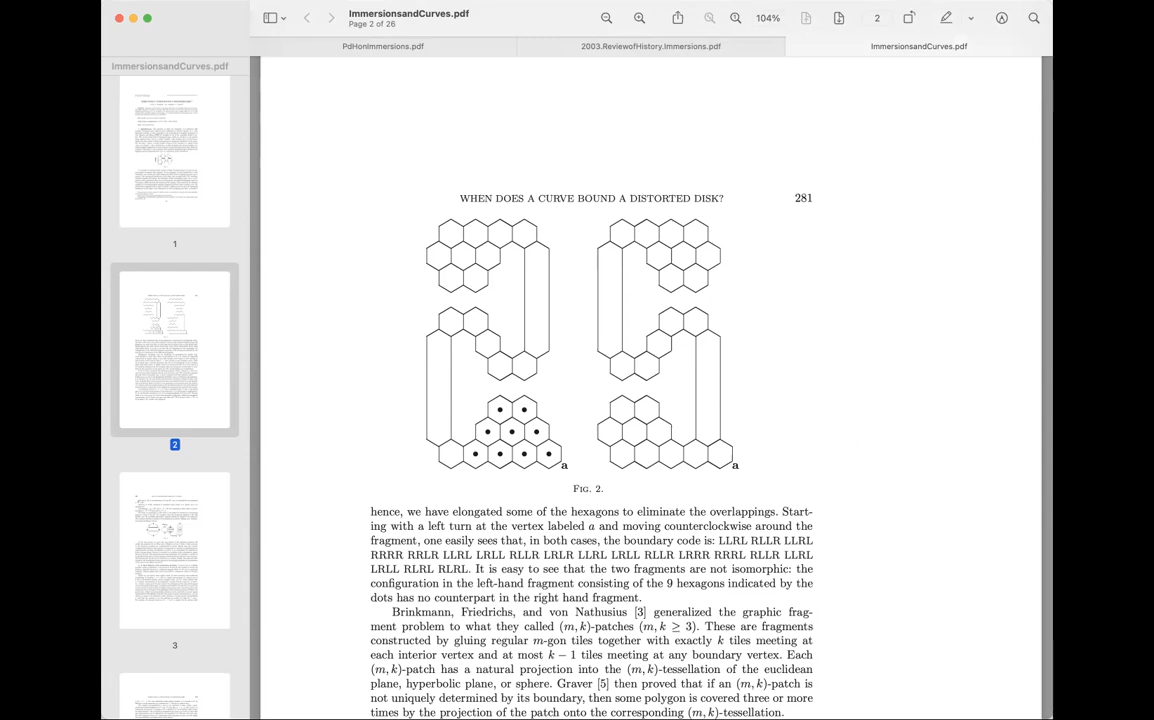 ImmersionsandCurves.pdf
Page 2 of 26
104%
2
PdHonImmersions.pdf
2003.ReviewofHistory.Immersions.pdf
ImmersionsandCurves.pdf
ImmersionsandCurves.pdf
1
2
3
WHEN DOES A CURVE BOUND A DISTORTED DISK? 281
a
a
FIG. 2.
hence, we have elongated some of the hexagons to eliminate the overlappings. Start-
ing with a left turn at the vertex labeled a and moving counterclockwise around the
fragment, one easily sees that, in both cases, the boundary code is: LLRL RLLR LLRL
RRRR RRRR LLRL LRLL RLLR LRLR RLRL LRLL RLLR LRRR RRRL RLLR LLRL
LRLL RLRL RLRL. It is easy to see that the two fragments are not isomorphic: the
configuration in the left-hand fragment consisting of the 9 hexagons indicated by the
dots has no counterpart in the right hand fragment.
Brinkmann, Friedrichs, and von Nathusius [3] generalized the graphic frag-
ment problem to what they called (m, k)-patches (m, k ≥ 3). These are fragments
constructed by gluing regular m-gon tiles together with exactly k tiles meeting at
each interior vertex and at most k − 1 tiles meeting at any boundary vertex. Each
(m, k)-patch has a natural projection into the (m, k)-tessellation of the euclidean
plane, hyperbolic plane, or sphere. Graver [5] then proved that if an (m, k)-patch is
not uniquely determined by its boundary, then some polygon is covered three or more
times by the projection of the patch onto the corresponding (m, k)-tessellation.